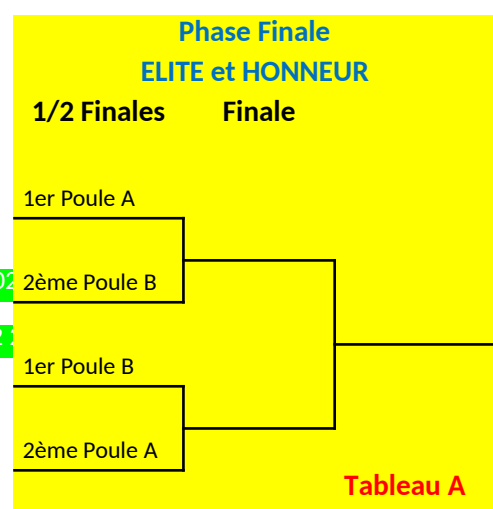 Phase Finale
ELITE et HONNEUR
1/2 Finales Finale
1er Poule A
2ème Poule B
1er Poule B
2ème Poule A
Tableau A